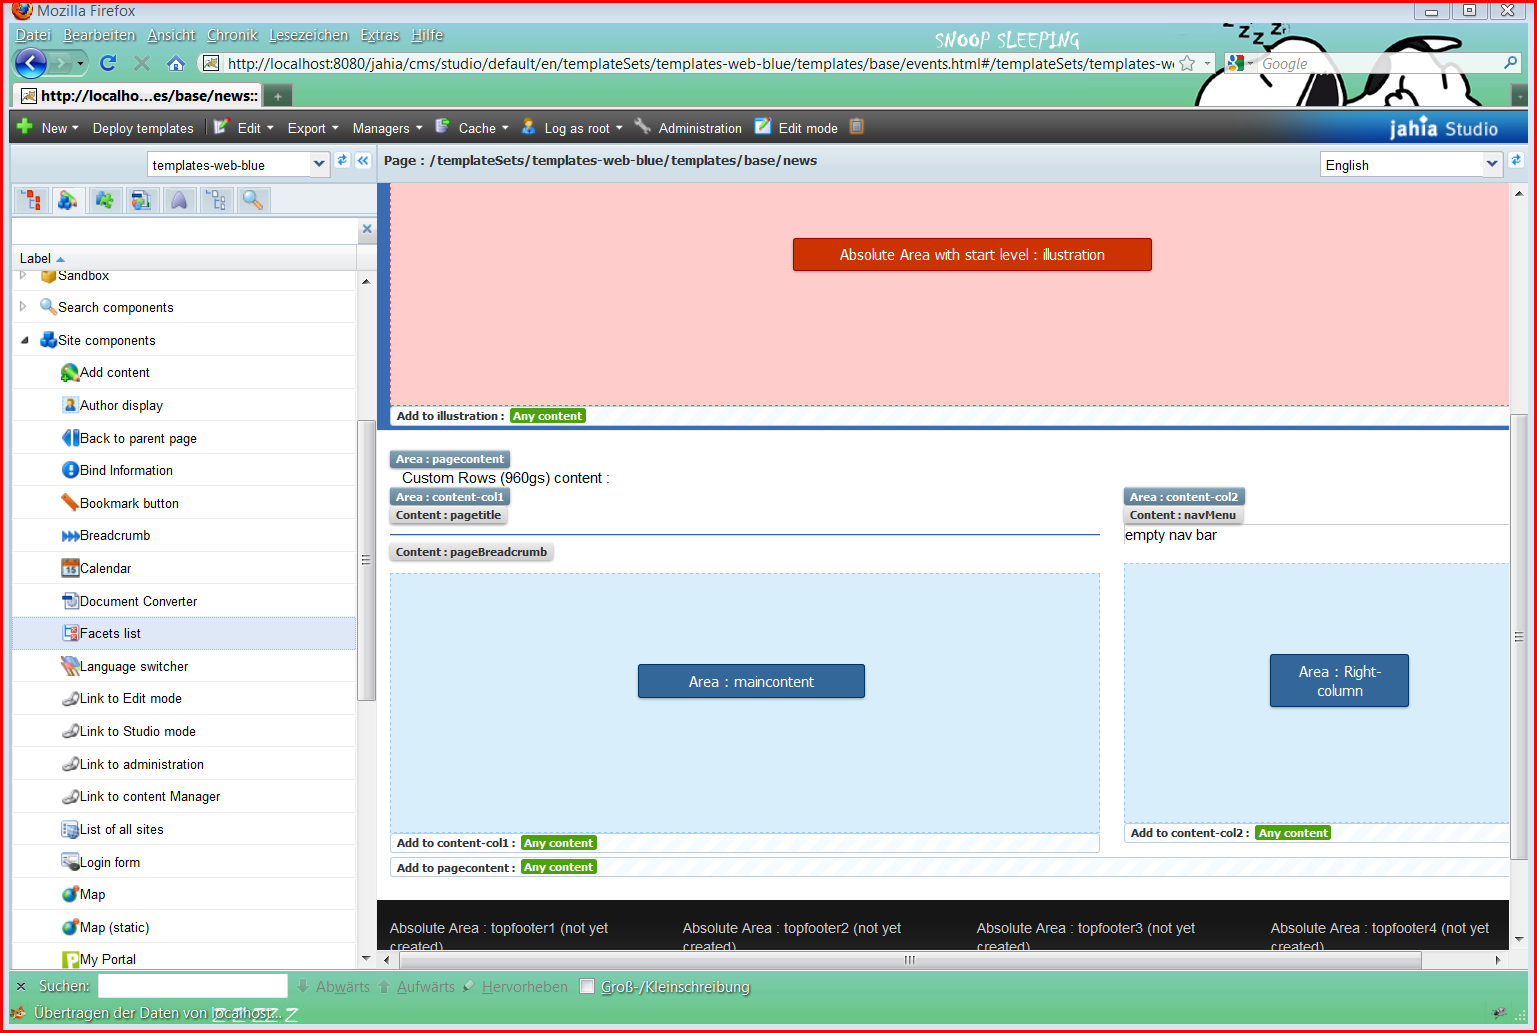 Mozilla Firefox
Datei Bearbeiten Ansicht Chronik Lesezeichen Extras Hilfe
SNOOP SLEEPING
http://localhost:8080/jahia/cms/studio/default/en/templateSets/templates-web-blue/templates/base/events.html#/templateSets/templates-w
Google
http://localho...es/base/news::
New Deploy templates Edit Export Managers Cache Log as root Administration Edit mode
jahia Studio
templates-web-blue
Page : /templateSets/templates-web-blue/templates/base/news
English
Label
Sandbox
Search components
Site components
Add content
Author display
Back to parent page
Bind Information
Bookmark button
Breadcrumb
Calendar
Document Converter
Facets list
Language switcher
Link to Edit mode
Link to Studio mode
Link to administration
Link to content Manager
List of all sites
Login form
Map
Map (static)
My Portal
Absolute Area with start level : illustration
Add to illustration : Any content
Area : pagecontent
Custom Rows (960gs) content :
Area : content-col1
Content : pagetitle
Content : pageBreadcrumb
Area : maincontent
Add to content-col1 : Any content
Add to pagecontent : Any content
Area : content-col2
Content : navMenu
empty nav bar
Area : Right-
column
Add to content-col2 : Any content
Absolute Area : topfooter1 (not yet
created)
Absolute Area : topfooter2 (not yet
created)
Absolute Area : topfooter3 (not yet
created)
Absolute Area : topfooter4 (not yet
created)
Suchen: Abwärts Aufwärts Hervorheben Groß-/Kleinschreibung
Übertragen der Daten von localhost...